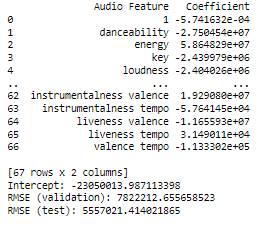 Audio Feature Coefficient
0 1 -5.741632e-04
1 danceability -2.750454e+07
2 energy 5.864829e+07
3 key -2.439979e+06
4 loudness -2.404026e+06
.. ... ...
62 instrumentalness valence 1.929080e+07
63 instrumentalness tempo -5.764145e+04
64 liveness valence -1.165593e+07
65 liveness tempo 3.149011e+04
66 valence tempo -1.133302e+05
[67 rows x 2 columns]
Intercept: -23050013.987113398
RMSE (validation): 7822212.655658523
RMSE (test): 5557021.414021865